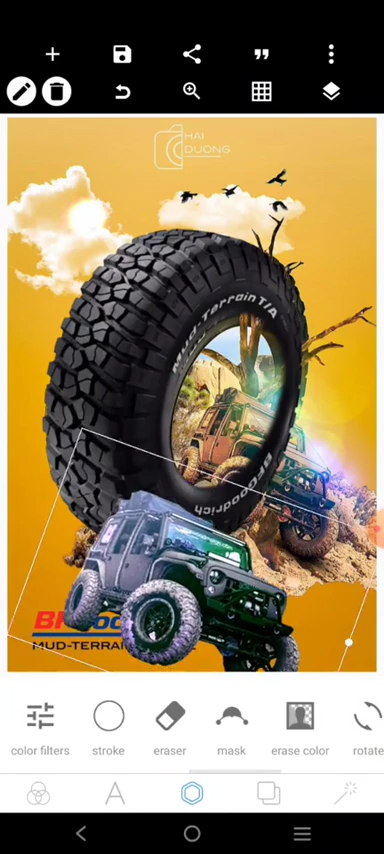 HAI
DUONG
Mud-Terrain T/A
BFGoodrich
MUD-TERRAI
color filters
stroke
eraser
mask
erase color
rotate